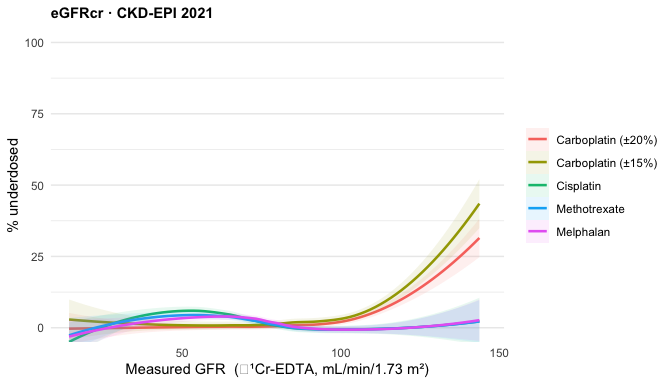 eGFRcr · CKD-EPI 2021
100
75
50
25
0
% underdosed
50
100
150
Measured GFR (□¹Cr-EDTA, mL/min/1.73 m²)
Carboplatin (±20%)
Carboplatin (±15%)
Cisplatin
Methotrexate
Melphalan